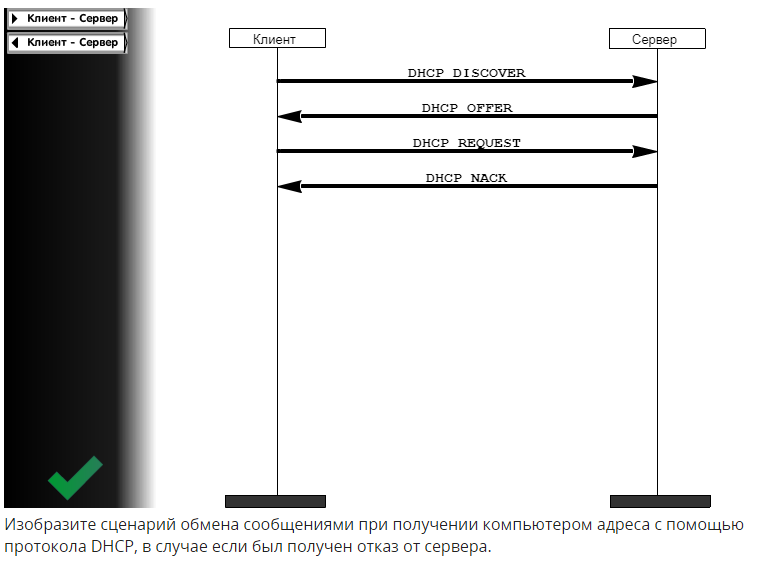 Клиент - Сервер
Клиент - Сервер
Клиент
Сервер
DHCP DISCOVER
DHCP OFFER
DHCP REQUEST
DHCP NACK
Изобразите сценарий обмена сообщениями при получении компьютером адреса с помощью
протокола DHCP, в случае если был получен отказ от сервера.